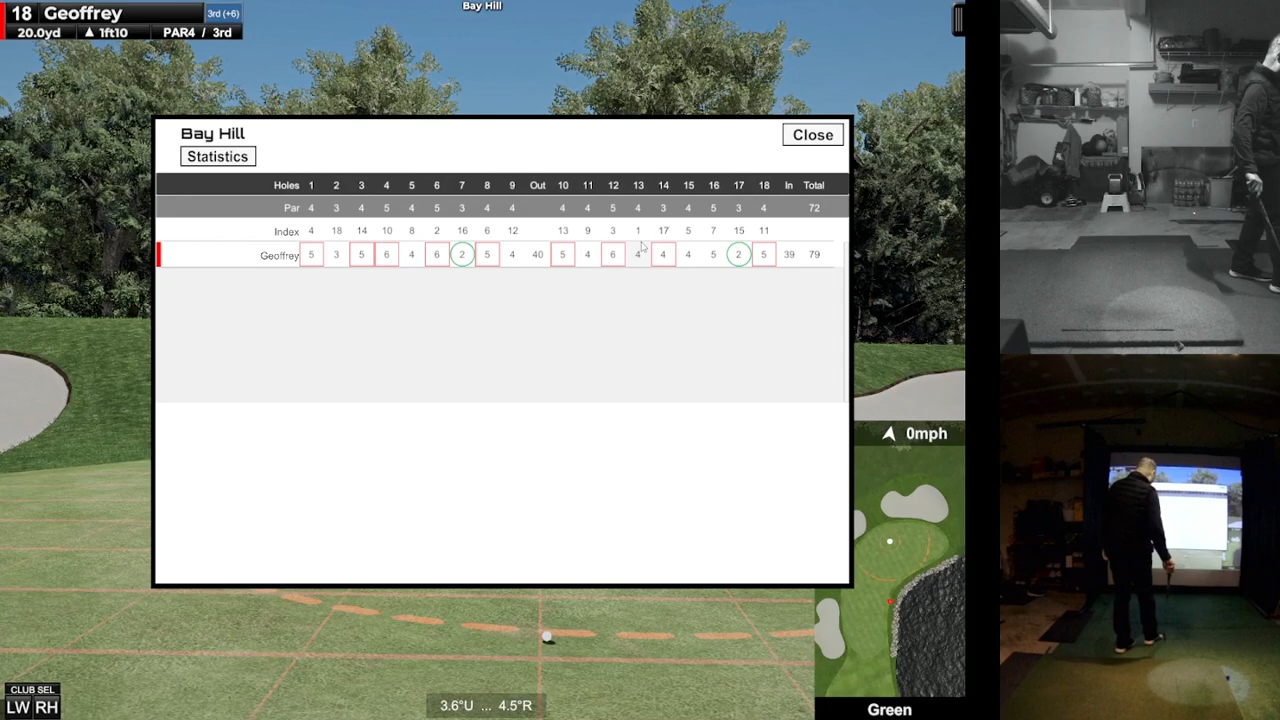 18 Geoffrey 3rd (+6)
20.0yd ▲ 1ft10 PAR4 / 3rd
Bay Hill
Bay Hill
Close
Statistics
Holes 1 2 3 4 5 6 7 8 9 Out 10 11 12 13 14 15 16 17 18 In Total
Par 4 3 4 5 4 5 3 4 4 4 4 5 4 3 4 5 3 4 72
Index 4 18 14 10 8 2 16 6 12 13 9 3 1 17 5 7 15 11
Geoffrey 5 3 5 6 4 6 2 5 4 40 5 4 6 4 4 4 5 2 5 39 79
0mph
CLUB SEL
LW RH
3.6°U ... 4.5°R
Green